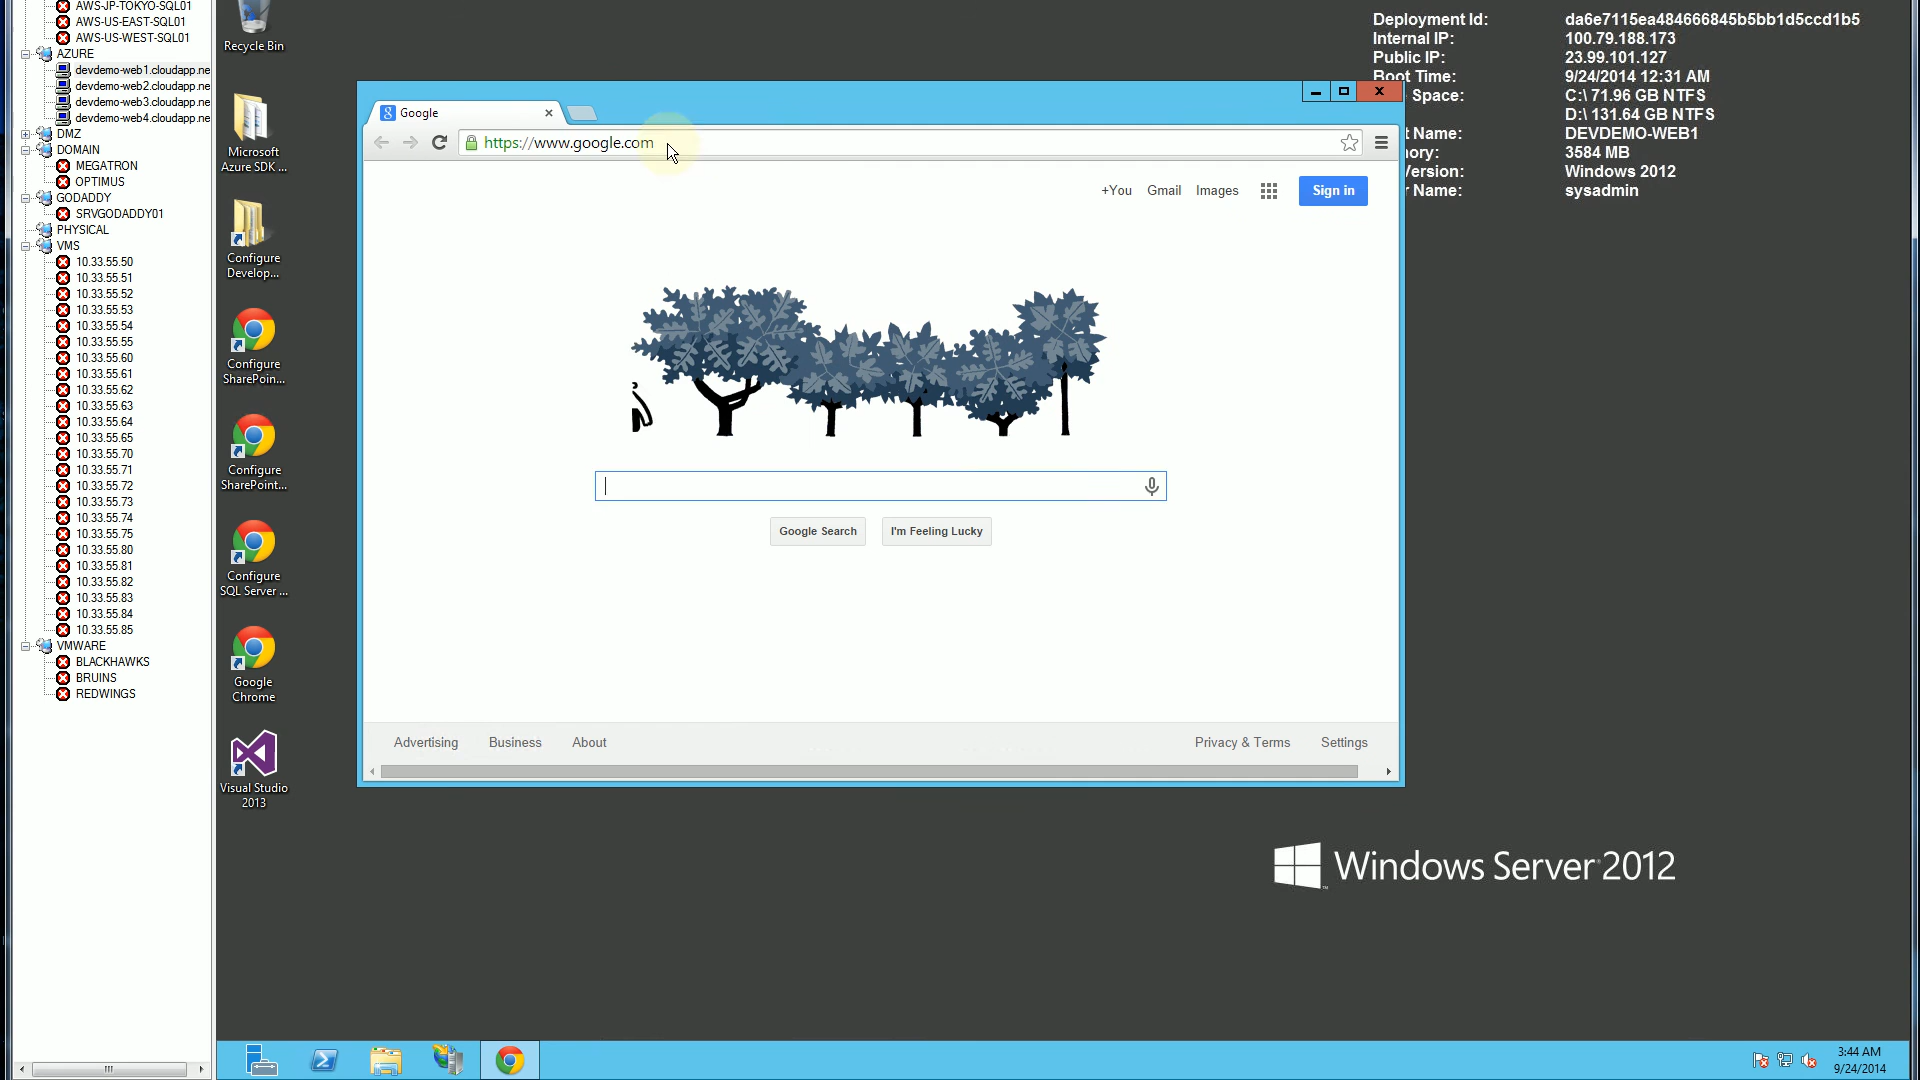 AWS-JP-TOKYO-SQL01
AWS-US-EAST-SQL01
AWS-US-WEST-SQL01
AZURE
devdemo-web1.cloudapp.ne
devdemo-web2.cloudapp.ne
devdemo-web3.cloudapp.ne
devdemo-web4.cloudapp.ne
DMZ
DOMAIN
MEGATRON
OPTIMUS
GODADDY
SRVGODADDY01
PHYSICAL
VMS
10.33.55.50
10.33.55.51
10.33.55.52
10.33.55.53
10.33.55.54
10.33.55.55
10.33.55.60
10.33.55.61
10.33.55.62
10.33.55.63
10.33.55.64
10.33.55.65
10.33.55.70
10.33.55.71
10.33.55.72
10.33.55.73
10.33.55.74
10.33.55.75
10.33.55.80
10.33.55.81
10.33.55.82
10.33.55.83
10.33.55.84
10.33.55.85
VMWARE
BLACKHAWKS
BRUINS
REDWINGS
Recycle Bin
Microsoft
Azure SDK ...
Configure
Develop...
Configure
SharePoin...
Configure
SharePoint...
Configure
SQL Server ...
Google
Chrome
Visual Studio
2013
Deployment Id: da6e7115ea484666845b5bb1d5ccd1b5
Internal IP: 100.79.188.173
Public IP: 23.99.101.127
Boot Time: 9/24/2014 12:31 AM
Space: C:\ 71.96 GB NTFS
D:\ 131.64 GB NTFS
t Name: DEVDEMO-WEB1
ory: 3584 MB
Version: Windows 2012
r Name: sysadmin
Google
https://www.google.com
+You Gmail Images Sign in
Google Search I'm Feeling Lucky
Advertising Business About Privacy & Terms Settings
Windows Server 2012
3:44 AM
9/24/2014